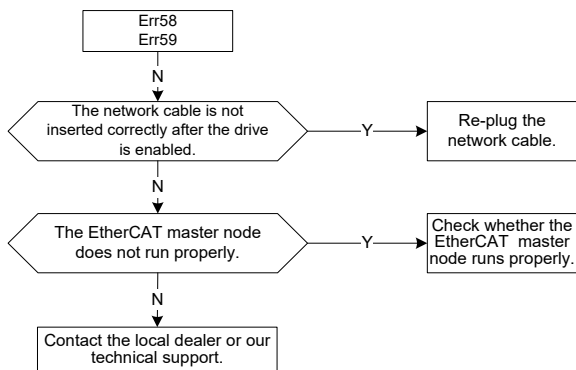 Err58
Err59
N
The network cable is not
inserted correctly after the drive
is enabled.
Y
Re-plug the
network cable.
N
The EtherCAT master node
does not run properly.
Y
Check whether the
EtherCAT master
node runs properly.
N
Contact the local dealer or our
technical support.